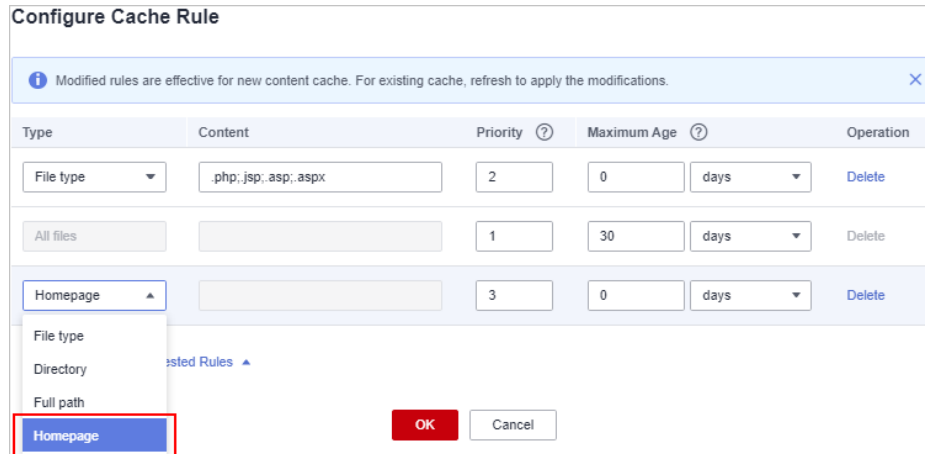 Configure Cache Rule
Modified rules are effective for new content cache. For existing cache, refresh to apply the modifications.
Type Content Priority Maximum Age Operation
File type .php;.jsp;.asp;.aspx 2 0 days Delete
All files 1 30 days Delete
Homepage 3 0 days Delete
File type
Rules
Directory
Full path
Homepage
OK Cancel